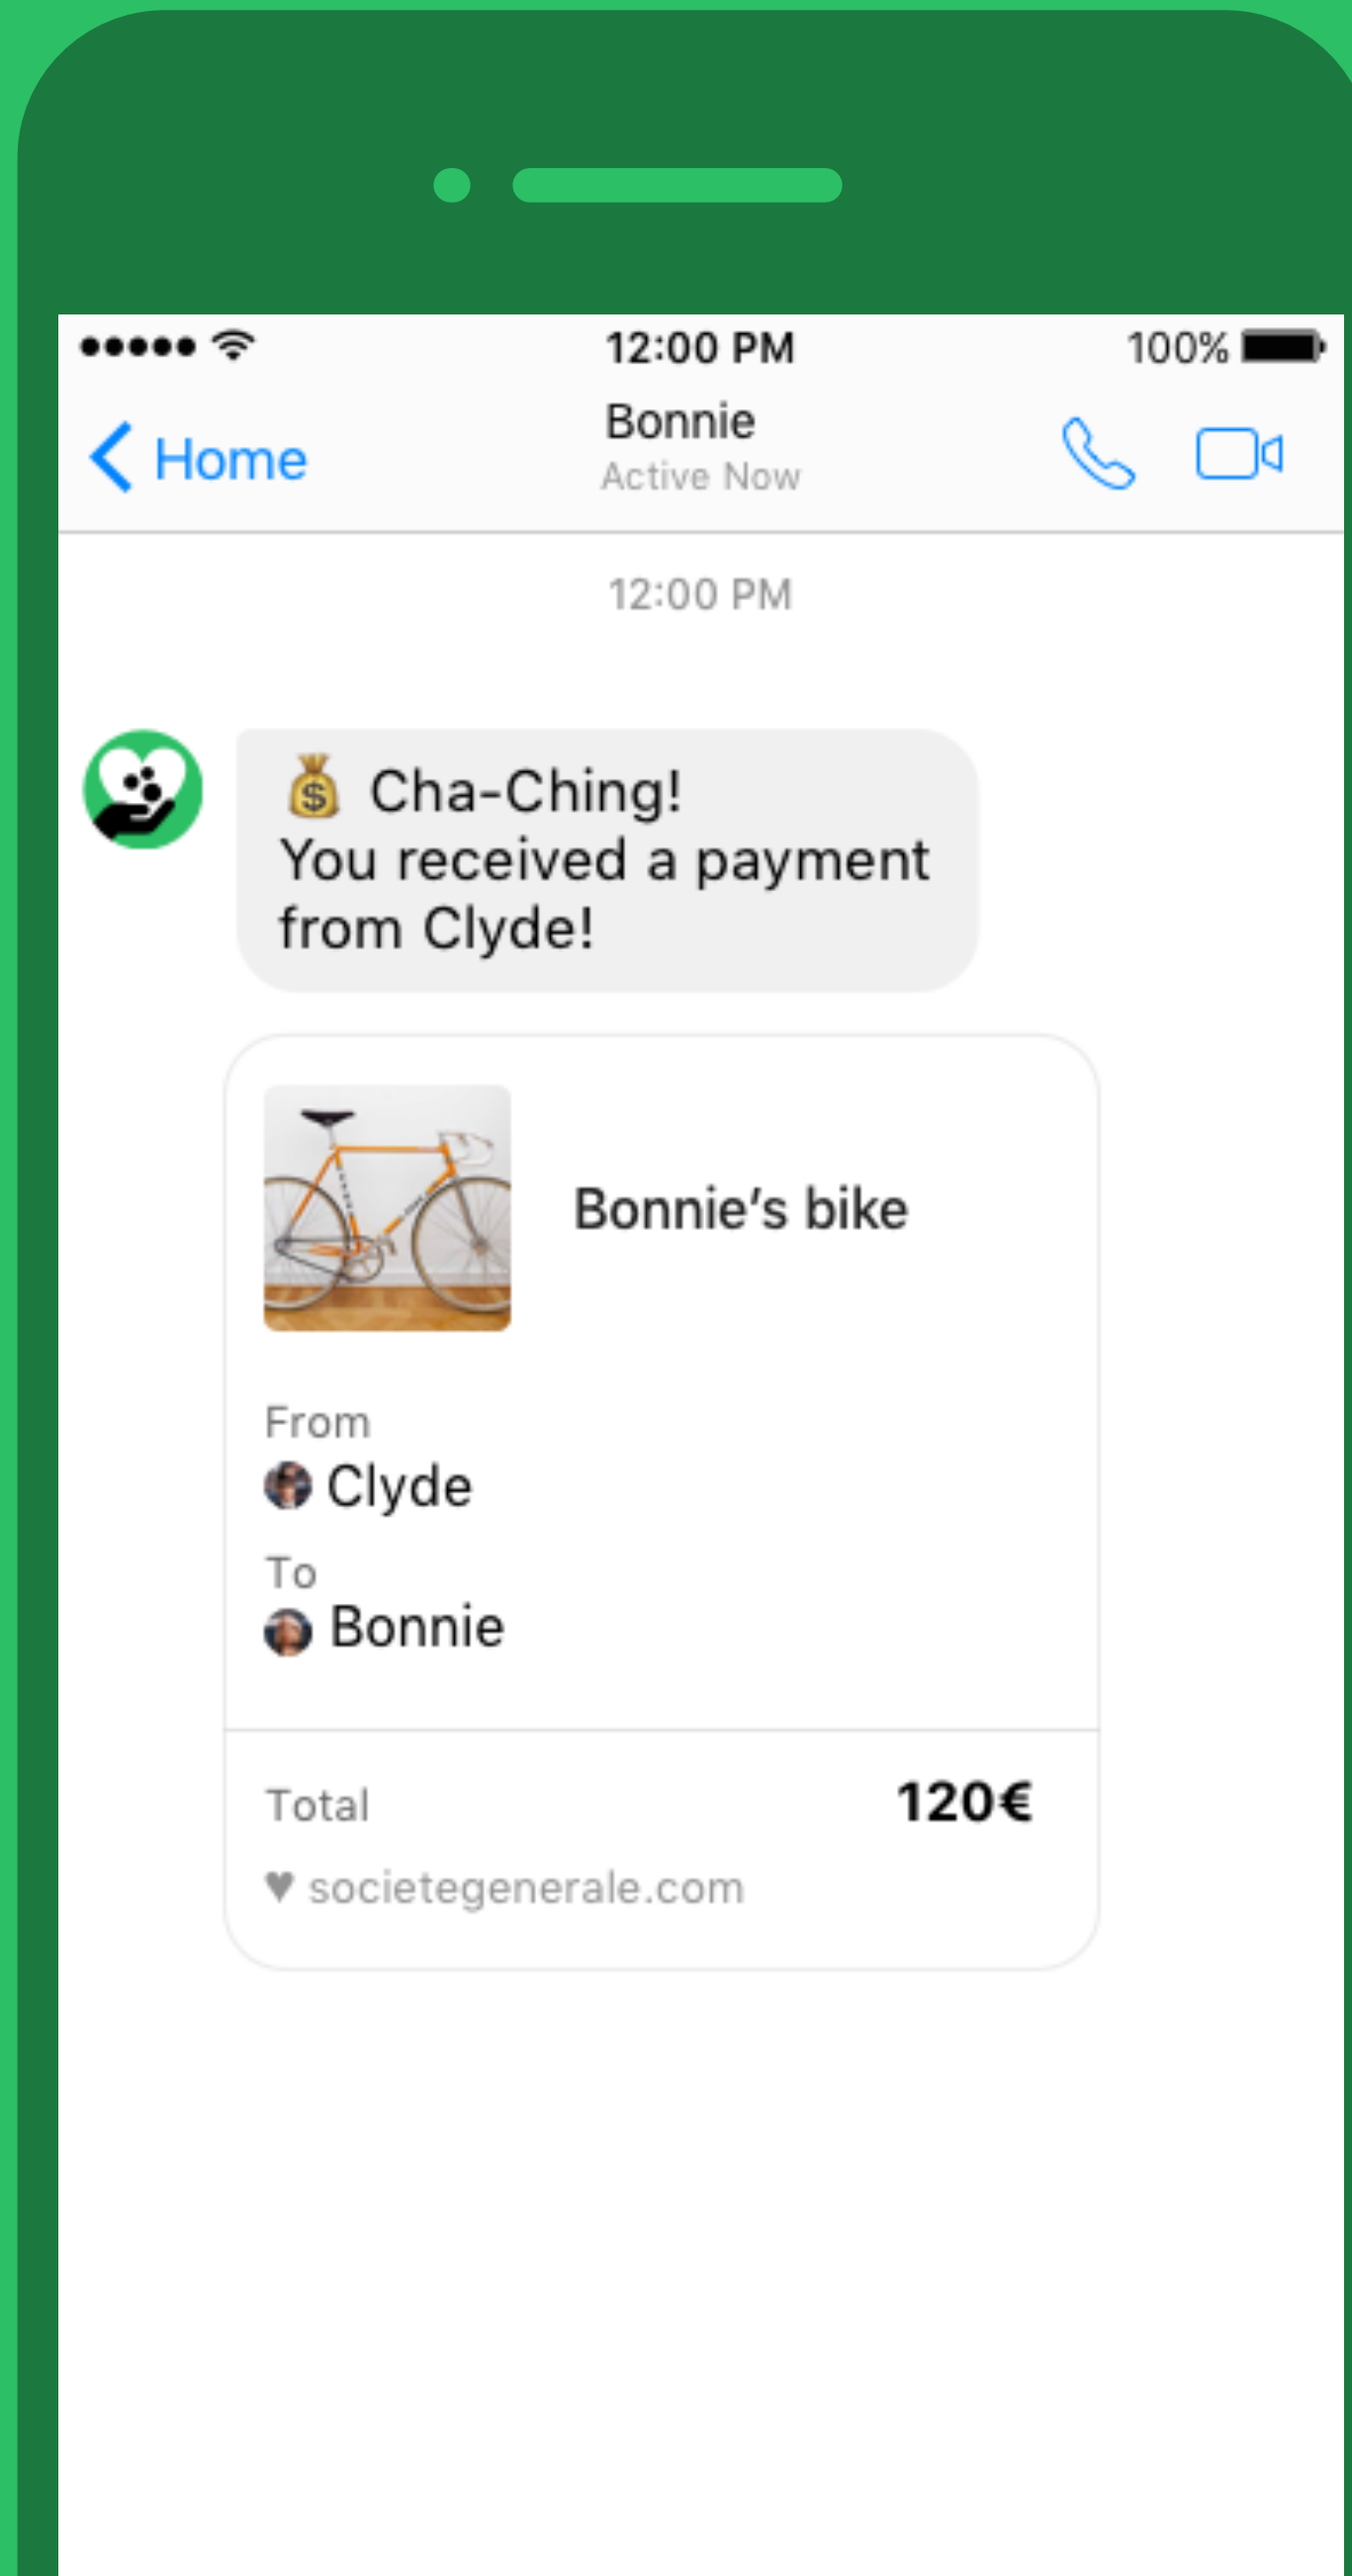 12:00 PM
100%
Home
Bonnie
Active Now
12:00 PM
💰 Cha-Ching!
You received a payment
from Clyde!
Bonnie’s bike
From
Clyde
To
Bonnie
Total 120€
♥ societegenerale.com